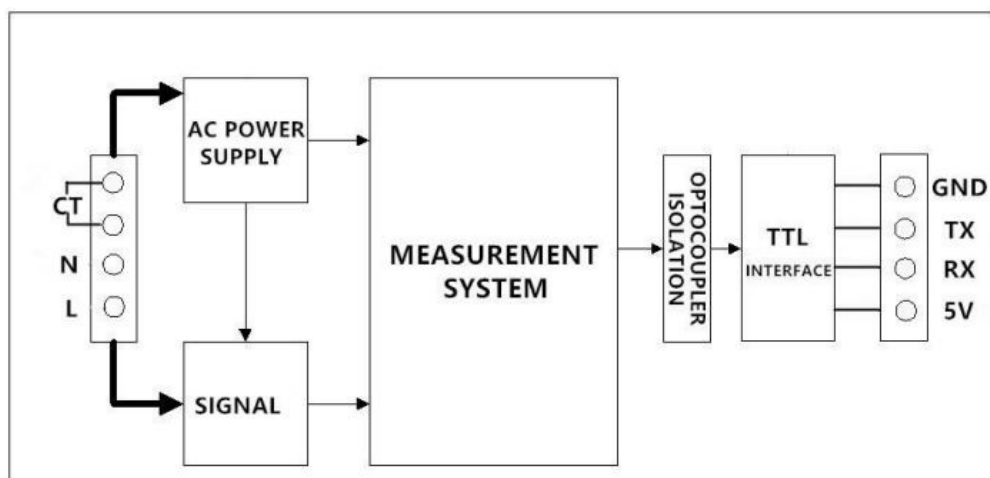 AC POWER
SUPPLY
CT
N
L
SIGNAL
MEASUREMENT
SYSTEM
OPTOCOUPLER
ISOLATION
TTL
INTERFACE
GND
TX
RX
5V